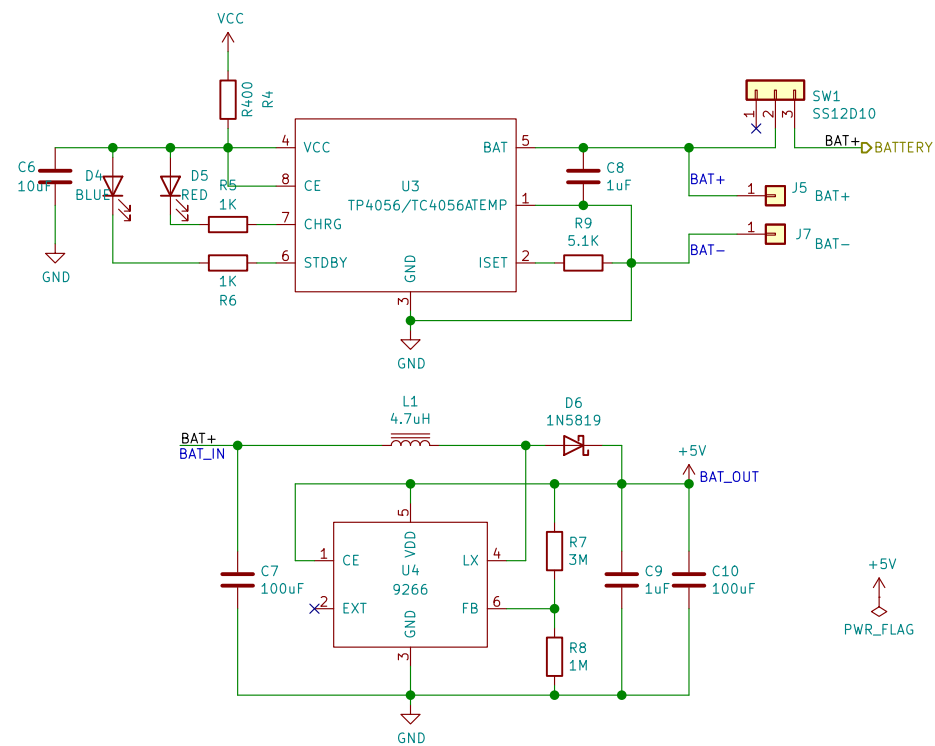 VCC
R400
R4
SW1
SS12D10
1
2
3
BAT+
BATTERY
C6
10uF
D4
BLUE
D5
RED
R5
1K
4
VCC
8
CE
7
CHRG
6
STDBY
1K
R6
U3
TP4056/TC4056A
BAT
5
TEMP
1
ISET
2
GND
3
GND
GND
C8
1uF
R9
5.1K
BAT+
1
J5
BAT+
BAT-
1
J7
BAT-
L1
4.7uH
D6
1N5819
BAT+
BAT_IN
+5V
BAT_OUT
5
VDD
1
CE
LX
4
U4
9266
2
EXT
FB
6
GND
3
R7
3M
R8
1M
C7
100uF
C9
1uF
C10
100uF
+5V
PWR_FLAG
GND